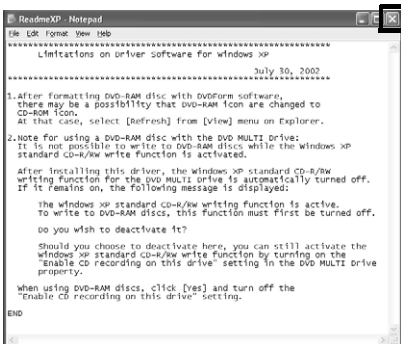 ReadmeXP - Notepad
File Edit Format View Help
**************************************************************
Limitations on Driver Software for Windows XP
July 30, 2002
**************************************************************
1.After formatting DVD-RAM disc with DVDForm software,
there may be a possibility that DVD-RAM icon are changed to
CD-ROM icon.
At that case, select [Refresh] from [View] menu on Explorer.
2.Note for using a DVD-RAM disc with the DVD MULTI Drive:
It is not possible to write to DVD-RAM discs while the Windows XP
standard CD-R/RW write function is activated.
After installing this driver, the Windows XP standard CD-R/RW
writing function for the DVD MULTI Drive is automatically turned off.
If it remains on, the following message is displayed:
The Windows XP standard CD-R/RW writing function is active.
To write to DVD-RAM discs, this function must first be turned off.
Do you wish to deactivate it?
Should you choose to deactivate here, you can still activate the
Windows XP standard CD-R/RW write function by turning on the
"Enable CD recording on this drive" setting in the DVD MULTI Drive
property.
When using DVD-RAM discs, click [Yes] and turn off the
"Enable CD recording on this drive" setting.
END